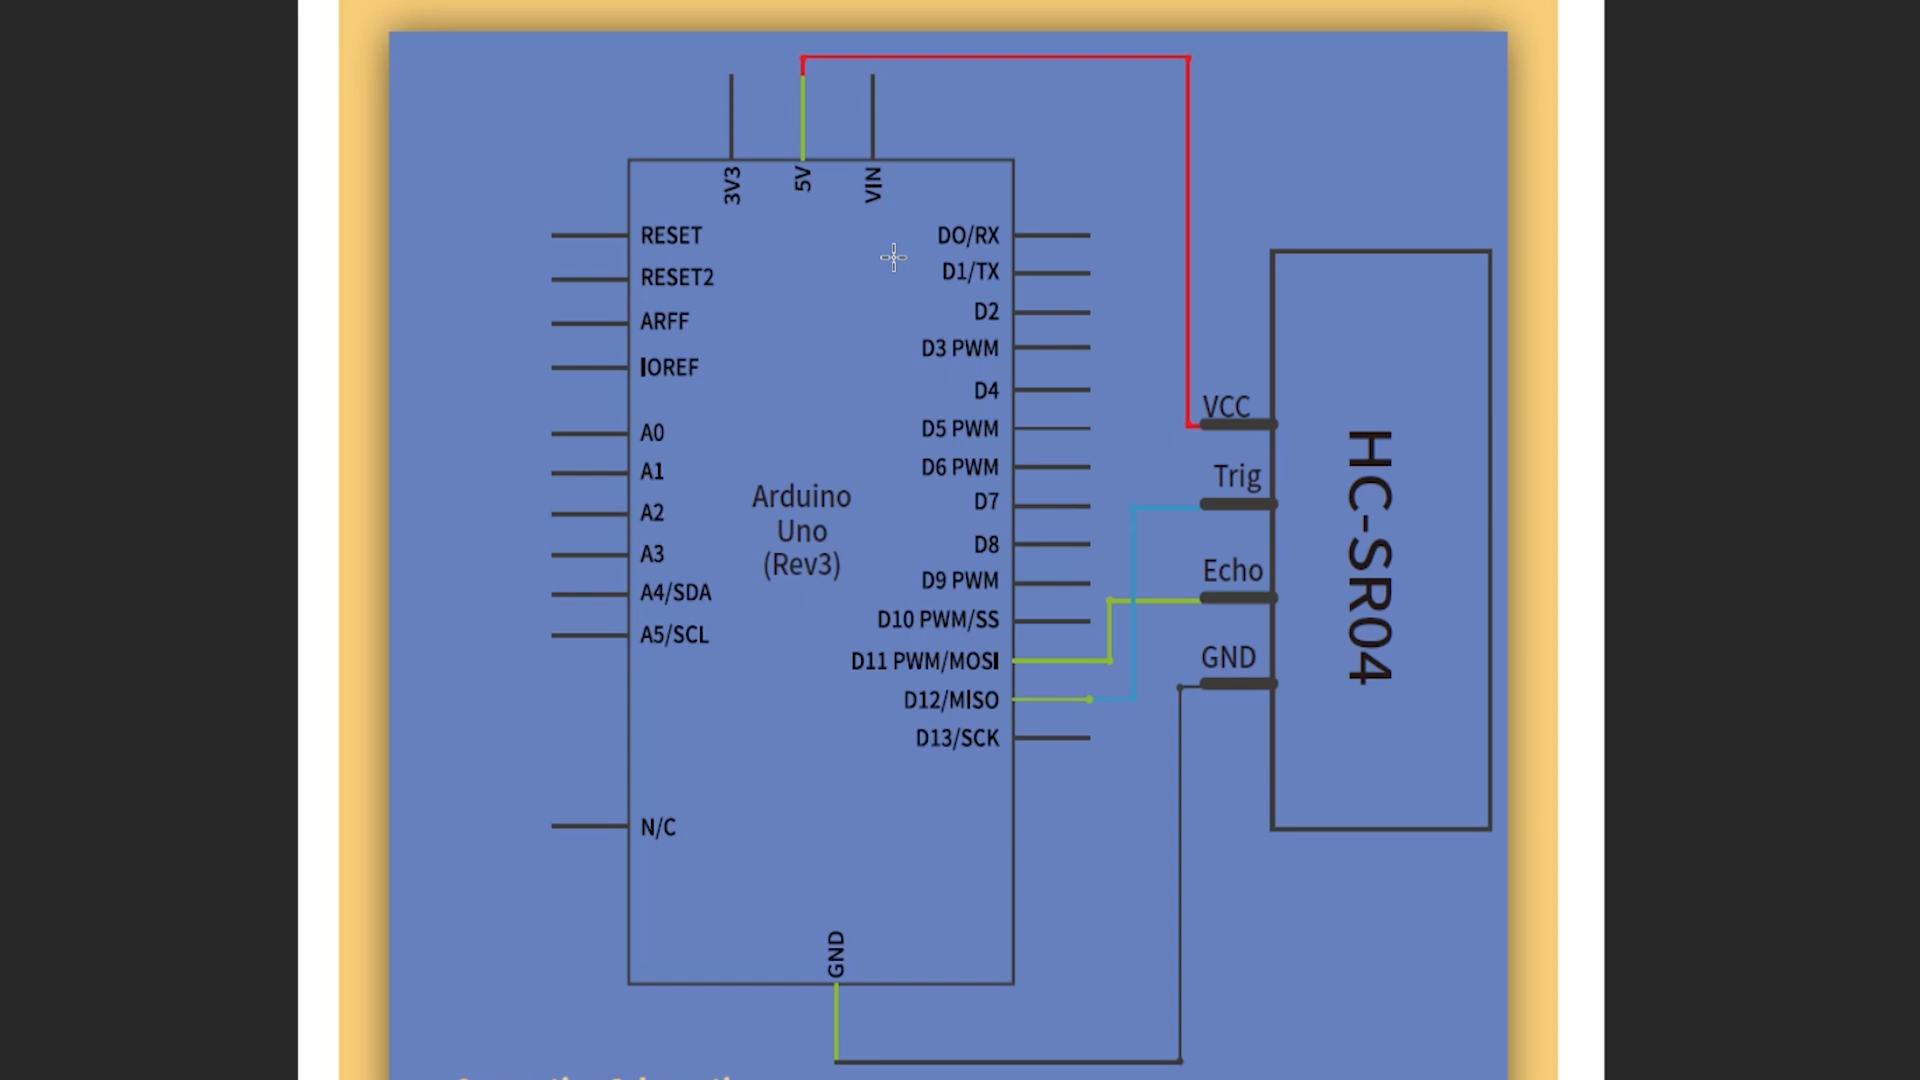 3V3
5V
VIN
RESET
RESET2
ARFF
IOREF
A0
A1
A2
A3
A4/SDA
A5/SCL
N/C
Arduino
Uno
(Rev3)
DO/RX
D1/TX
D2
D3 PWM
D4
D5 PWM
D6 PWM
D7
D8
D9 PWM
D10 PWM/SS
D11 PWM/MOSI
D12/MISO
D13/SCK
GND
VCC
Trig
Echo
GND
HC-SR04